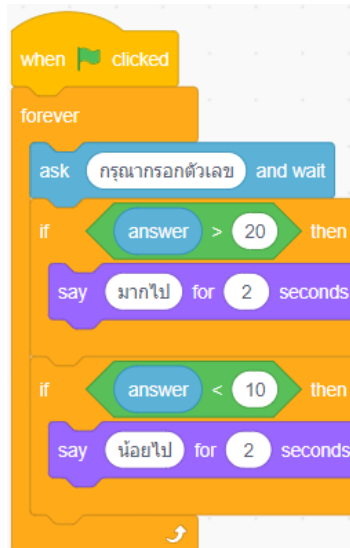 when clicked
forever
ask กรุณากรอกตัวเลข and wait
if answer > 20 then
say มากไป for 2 seconds
if answer < 10 then
say น้อยไป for 2 seconds